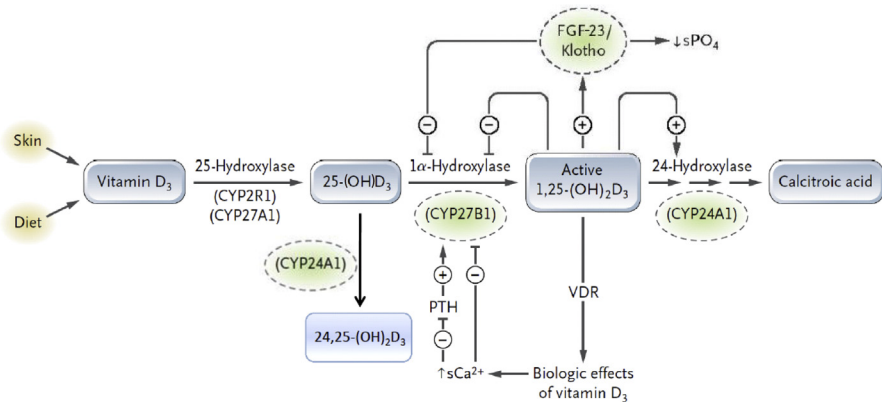 FGF-23/
Klotho
↓sPO₄
Skin
Diet
Vitamin D₃
25-Hydroxylase
(CYP2R1)
(CYP27A1)
25-(OH)D₃
1α-Hydroxylase
(CYP27B1)
Active
1,25-(OH)₂D₃
24-Hydroxylase
(CYP24A1)
Calcitroic acid
(CYP24A1)
24,25-(OH)₂D₃
PTH
VDR
↑sCa²⁺
Biologic effects
of vitamin D₃